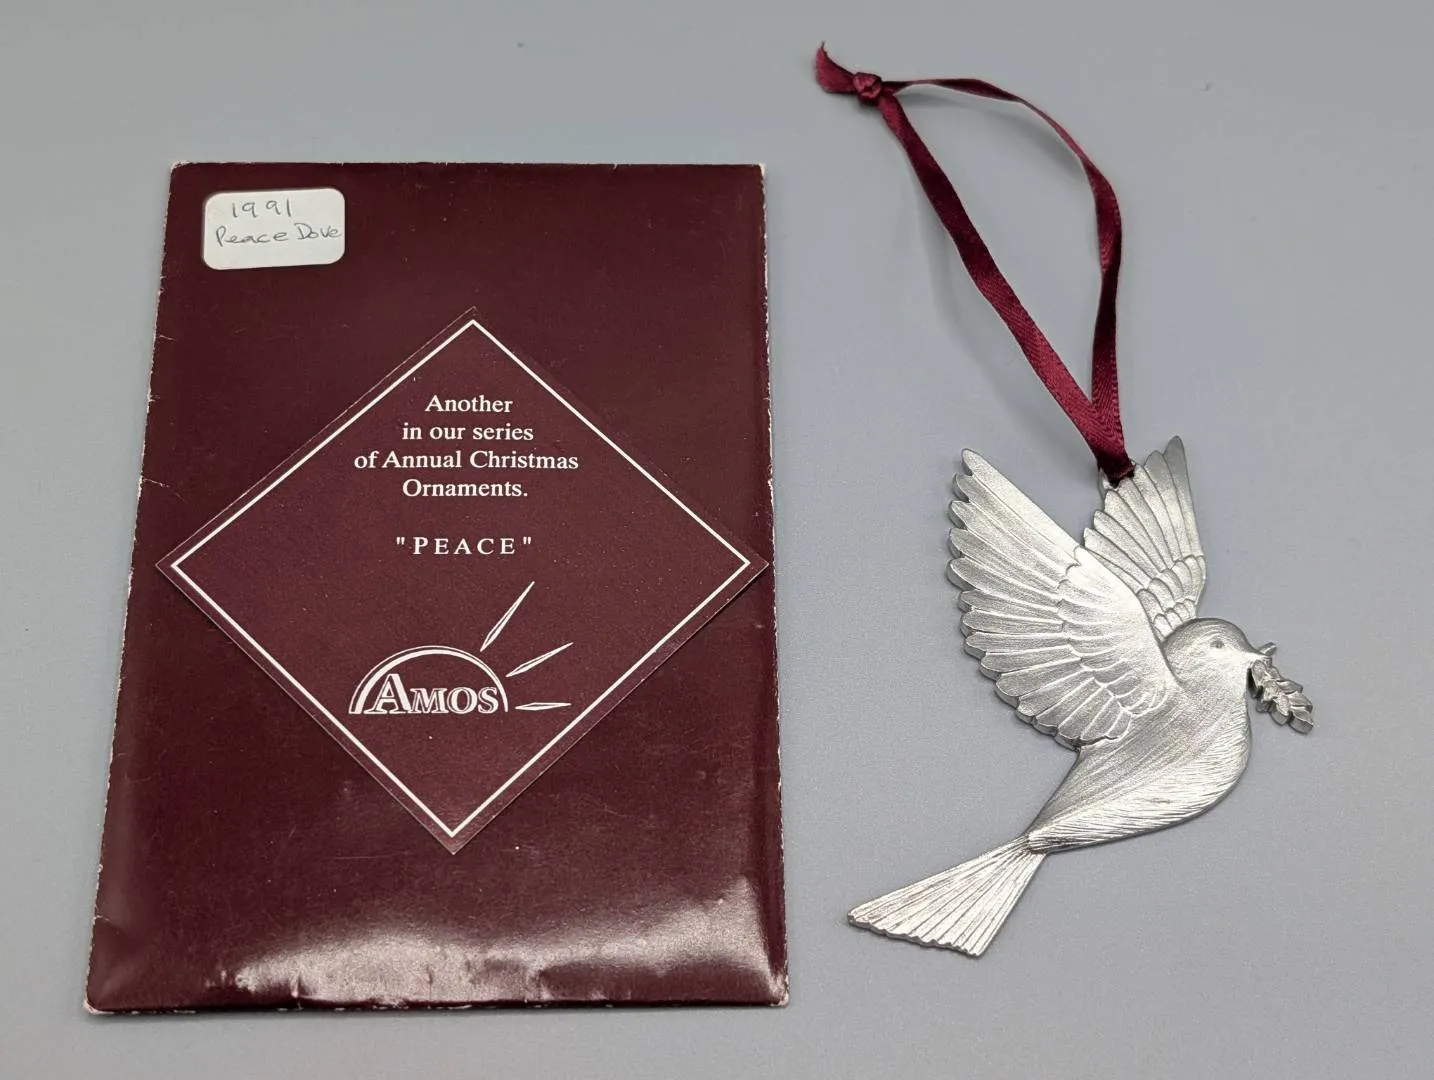 1991
Peace Dove
Another
in our series
of Annual Christmas
Ornaments.
"PEACE"
AMOS